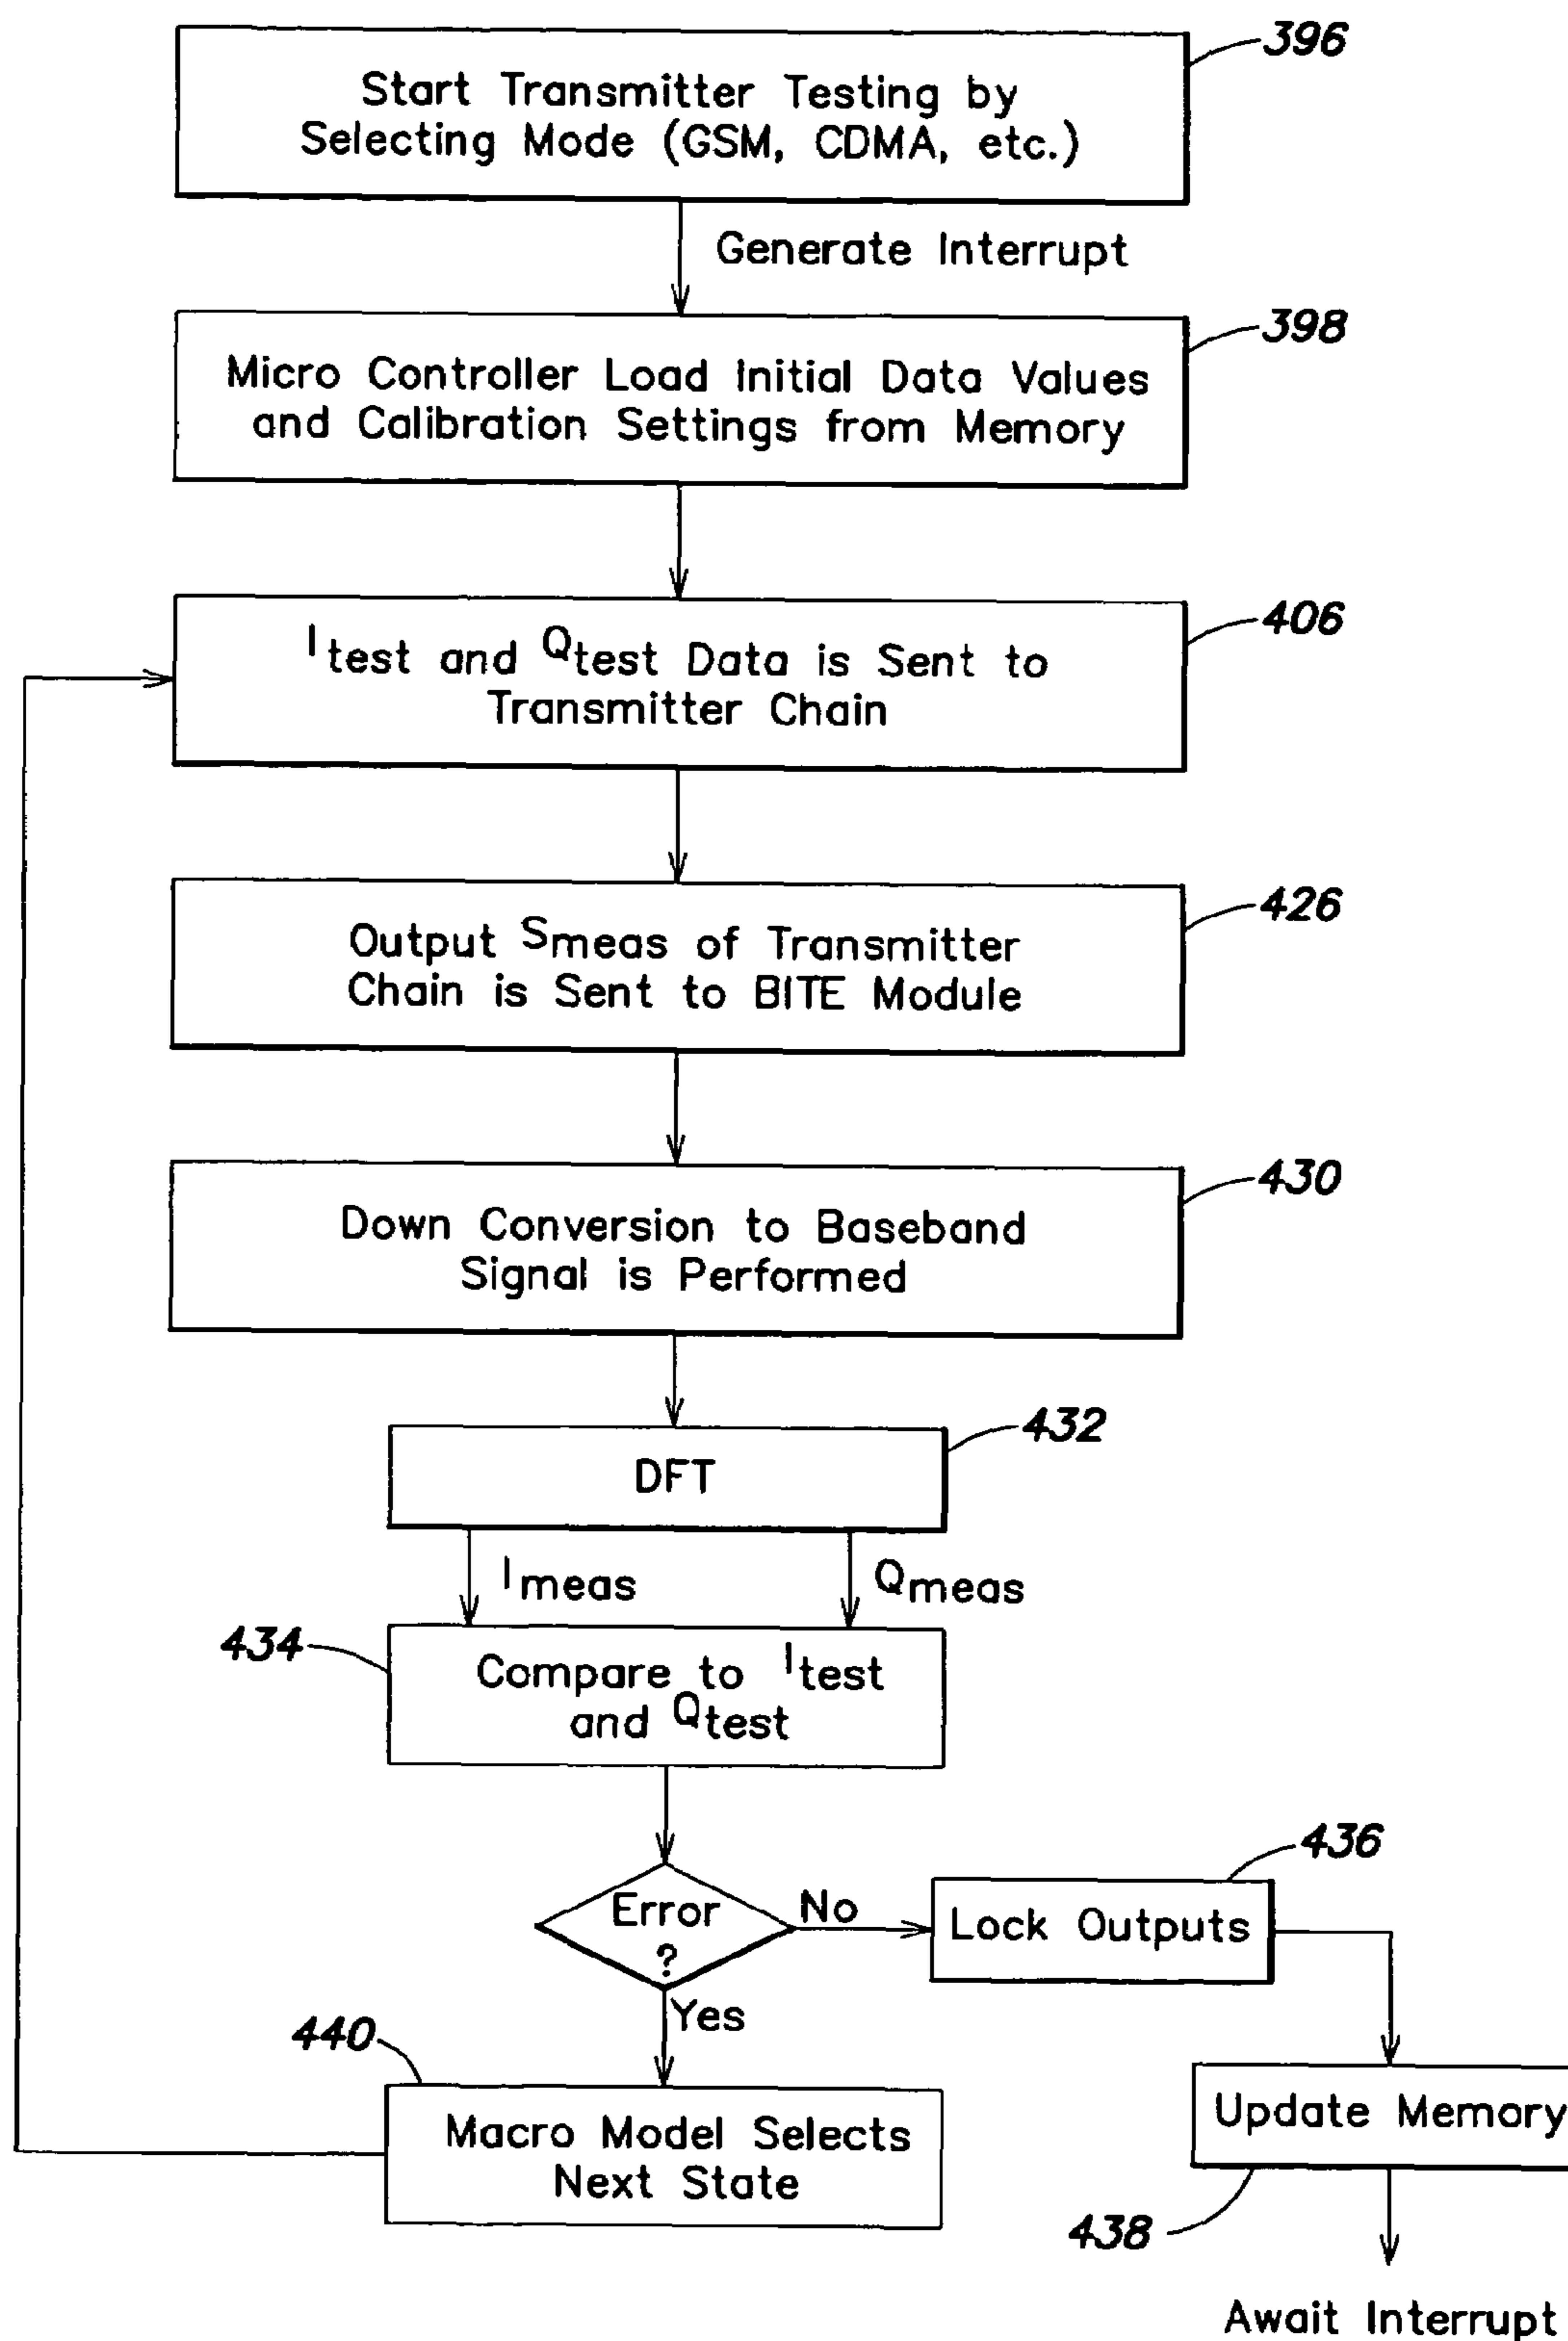 396
Start Transmitter Testing by
Selecting Mode (GSM, CDMA, etc.)
Generate Interrupt
398
Micro Controller Load Initial Data Values
and Calibration Settings from Memory
406
Itest and Qtest Data is Sent to
Transmitter Chain
426
Output Smeas of Transmitter
Chain is Sent to BITE Module
430
Down Conversion to Baseband
Signal is Performed
432
DFT
Imeas Qmeas
434
Compare to Itest
and Qtest
436
Error
?
No
Lock Outputs
Yes
440
Macro Model Selects
Next State
Update Memory
438
Await Interrupt